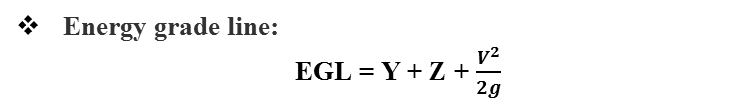 ❖ Energy grade line:
EGL = Y + Z + V²/2g